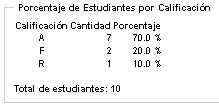 Porcentaje de Estudiantes por Calificación
Calificación Cantidad Porcentaje
A 7 70.0 %
F 2 20.0 %
R 1 10.0 %
Total de estudiantes: 10